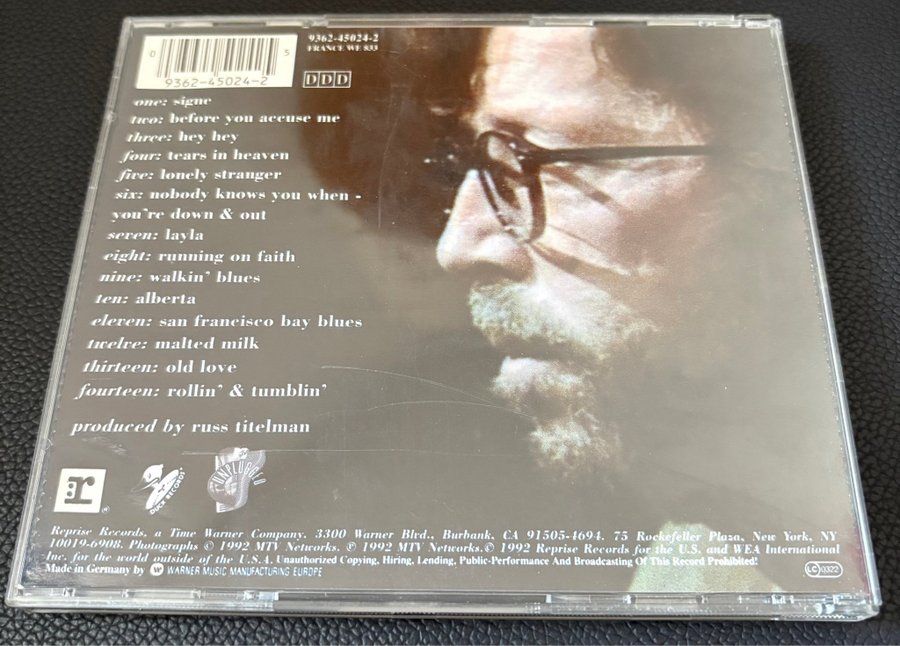 0 5
9362-45024-2
9362-45024-2
FRANCE WE 833
DDD
one: signe
two: before you accuse me
three: hey hey
four: tears in heaven
five: lonely stranger
six: nobody knows you when -
you're down & out
seven: layla
eight: running on faith
nine: walkin' blues
ten: alberta
eleven: san francisco bay blues
twelve: malted milk
thirteen: old love
fourteen: rollin' & tumblin'
produced by russ titelman
r ®
DUCK RECORDS
UNPLUGGED
Reprise Records, a Time Warner Company, 3300 Warner Blvd., Burbank, CA 91505-4694. 75 Rockefeller Plaza, New York, NY
10019-6908. Photographs © 1992 MTV Networks. ℗ 1992 MTV Networks.© 1992 Reprise Records for the U.S. and WEA International
Inc. for the world outside of the U.S.A. Unauthorized Copying, Hiring, Lending, Public-Performance And Broadcasting Of This Record Prohibited!
Made in Germany by WARNER MUSIC MANUFACTURING EUROPE
LC 0322